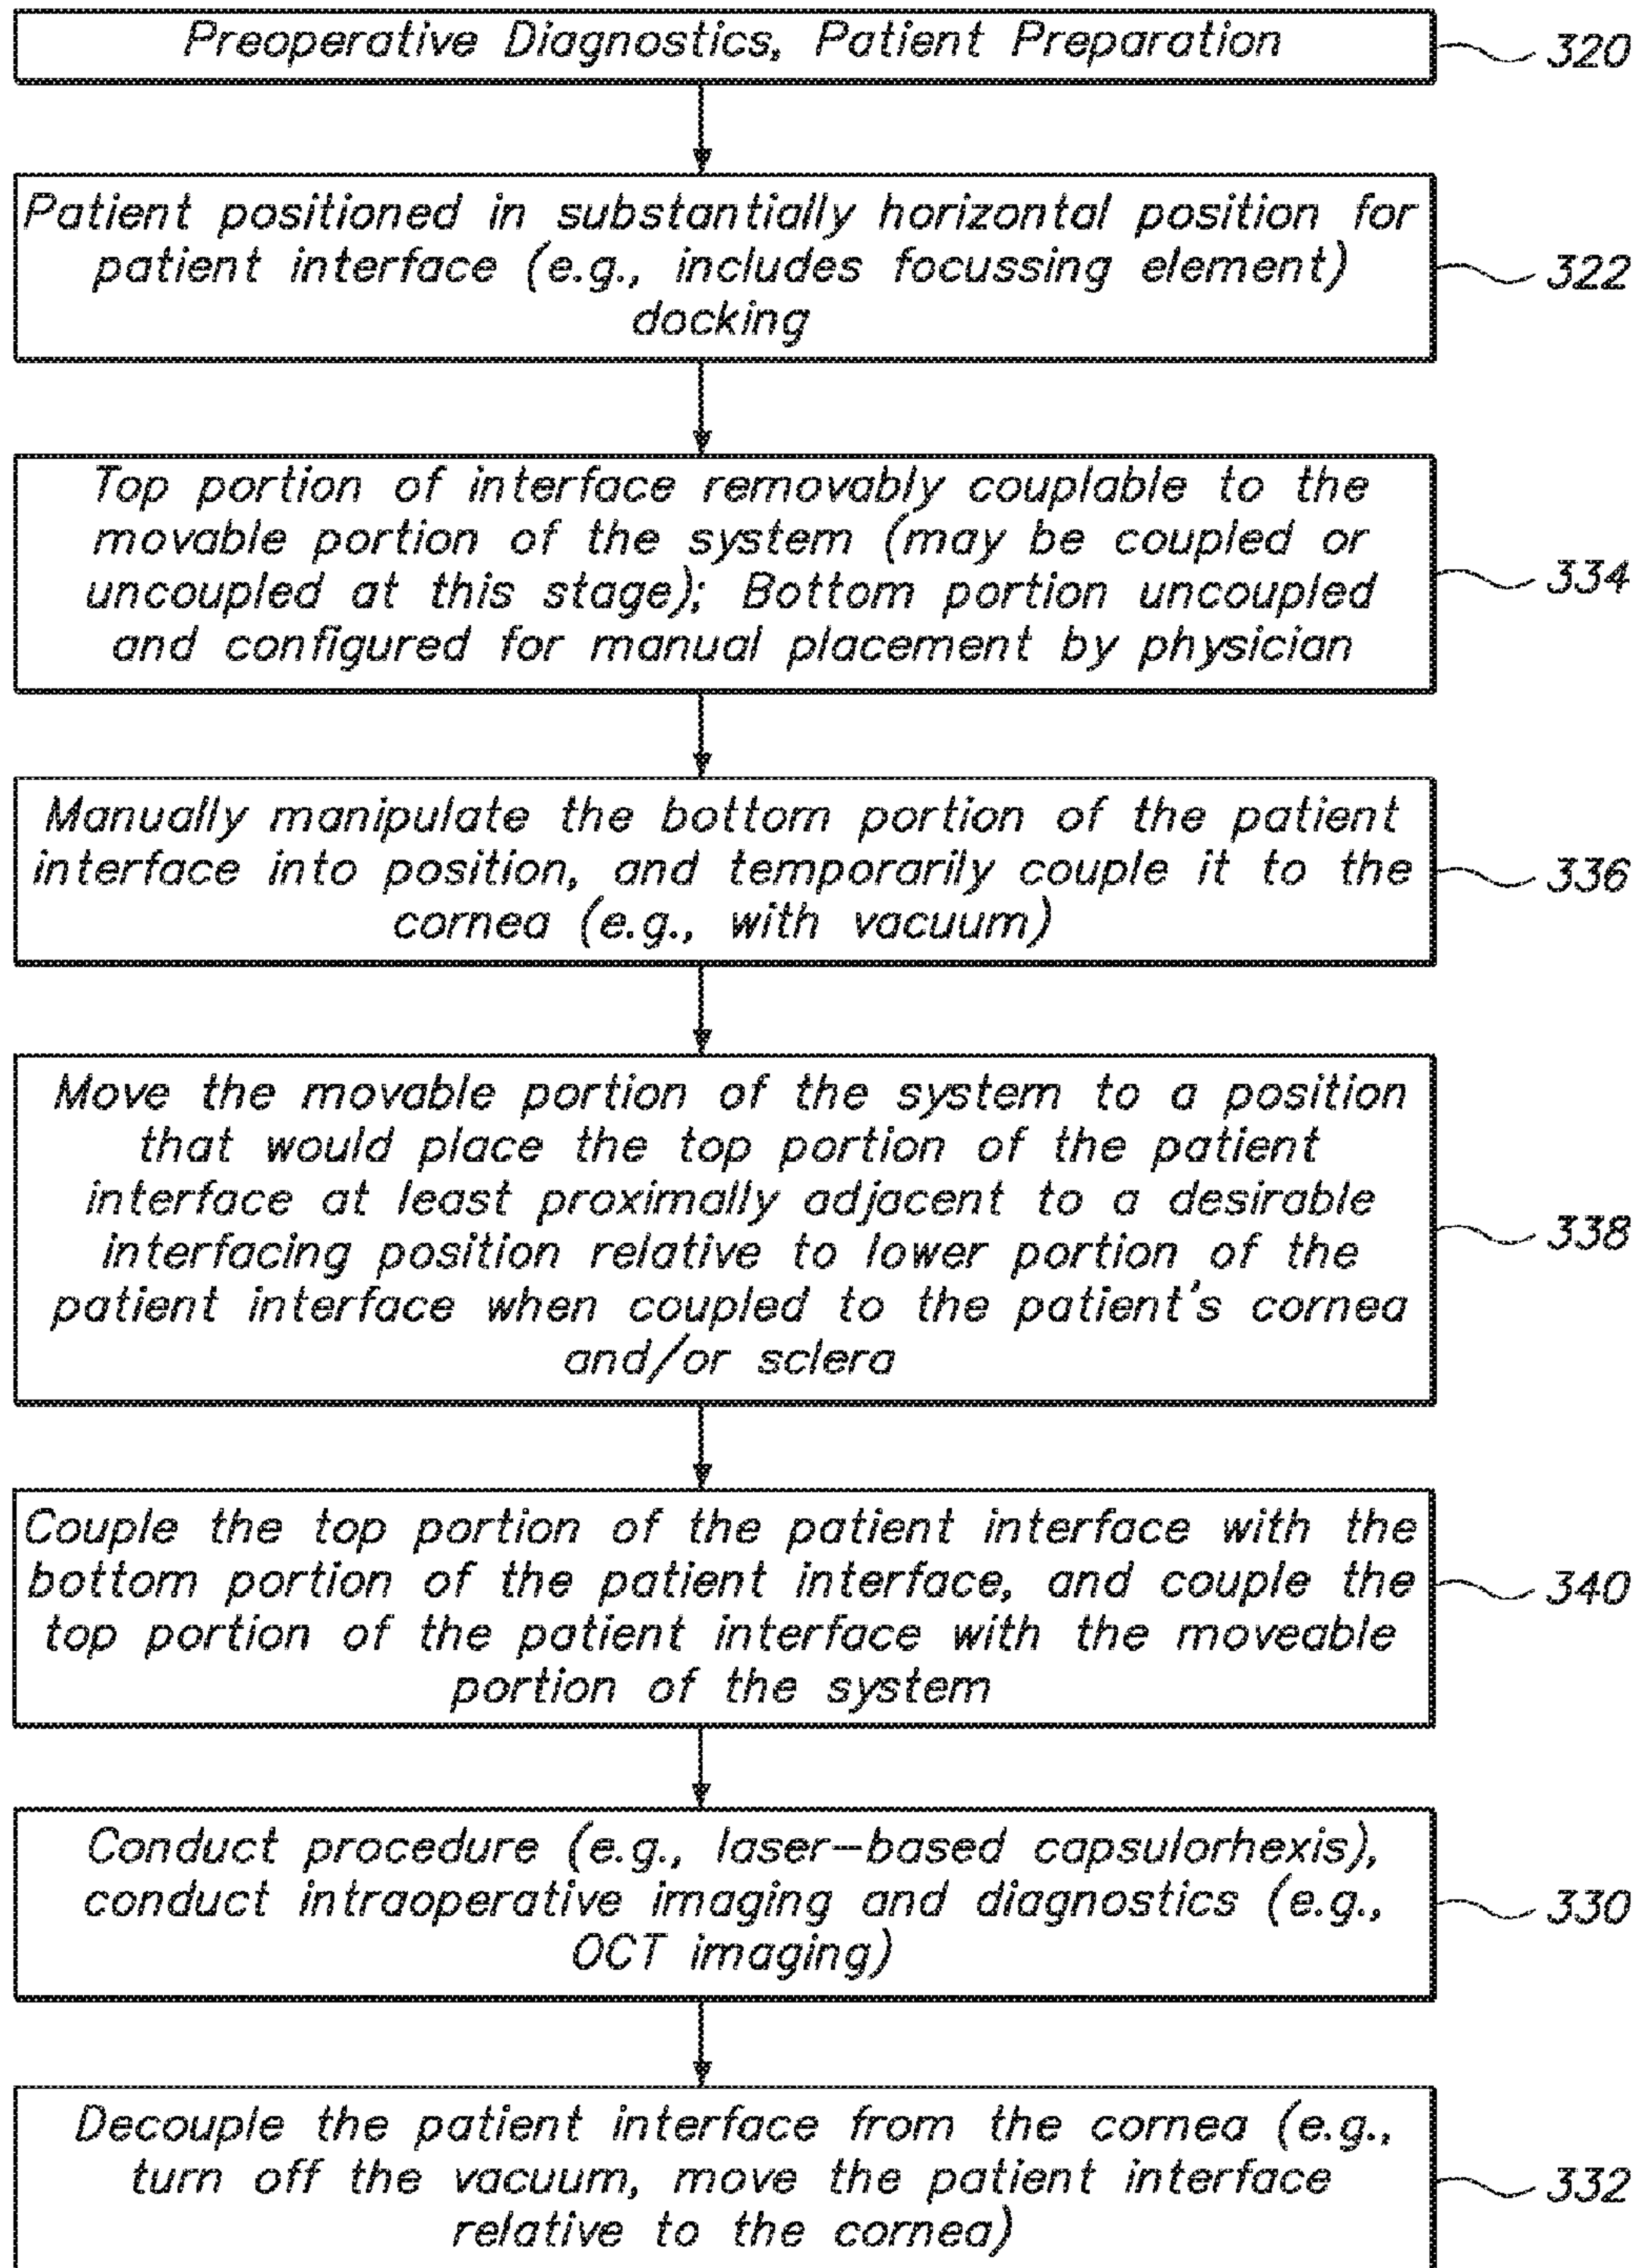 Preoperative Diagnostics, Patient Preparation
320
Patient positioned in substantially horizontal position for
patient interface (e.g., includes focussing element)
docking
322
Top portion of interface removably couplable to the
movable portion of the system (may be coupled or
uncoupled at this stage); Bottom portion uncoupled
and configured for manual placement by physician
334
Manually manipulate the bottom portion of the patient
interface into position, and temporarily couple it to the
cornea (e.g., with vacuum)
336
Move the movable portion of the system to a position
that would place the top portion of the patient
interface at least proximally adjacent to a desirable
interfacing position relative to lower portion of the
patient interface when coupled to the patient's cornea
and/or sclera
338
Couple the top portion of the patient interface with the
bottom portion of the patient interface, and couple the
top portion of the patient interface with the moveable
portion of the system
340
Conduct procedure (e.g., laser-based capsulorhexis),
conduct intraoperative imaging and diagnostics (e.g.,
OCT imaging)
330
Decouple the patient interface from the cornea (e.g.,
turn off the vacuum, move the patient interface
relative to the cornea)
332